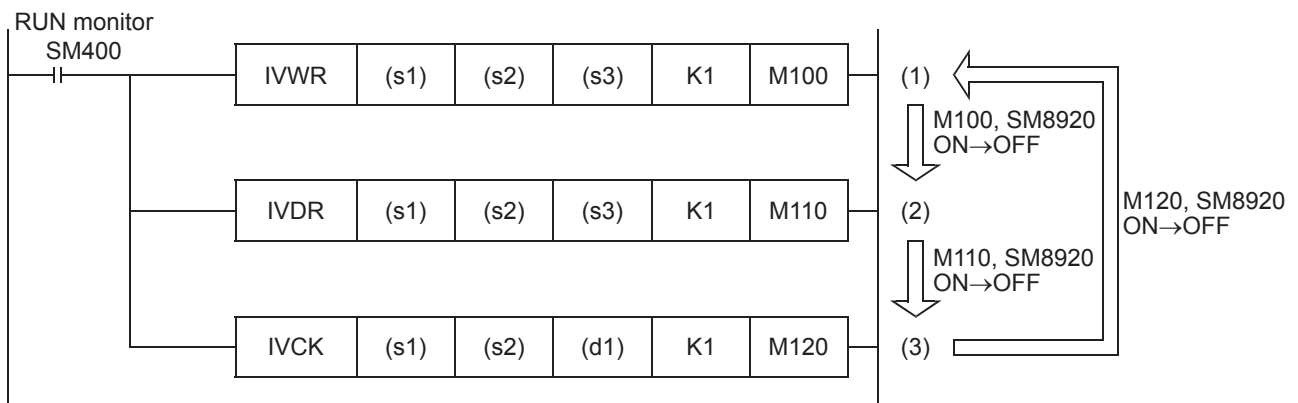 RUN monitor
SM400
IVWR (s1) (s2) (s3) K1 M100 (1)
M100, SM8920
ON→OFF
IVDR (s1) (s2) (s3) K1 M110 (2)
M120, SM8920
ON→OFF
M110, SM8920
ON→OFF
IVCK (s1) (s2) (d1) K1 M120 (3)